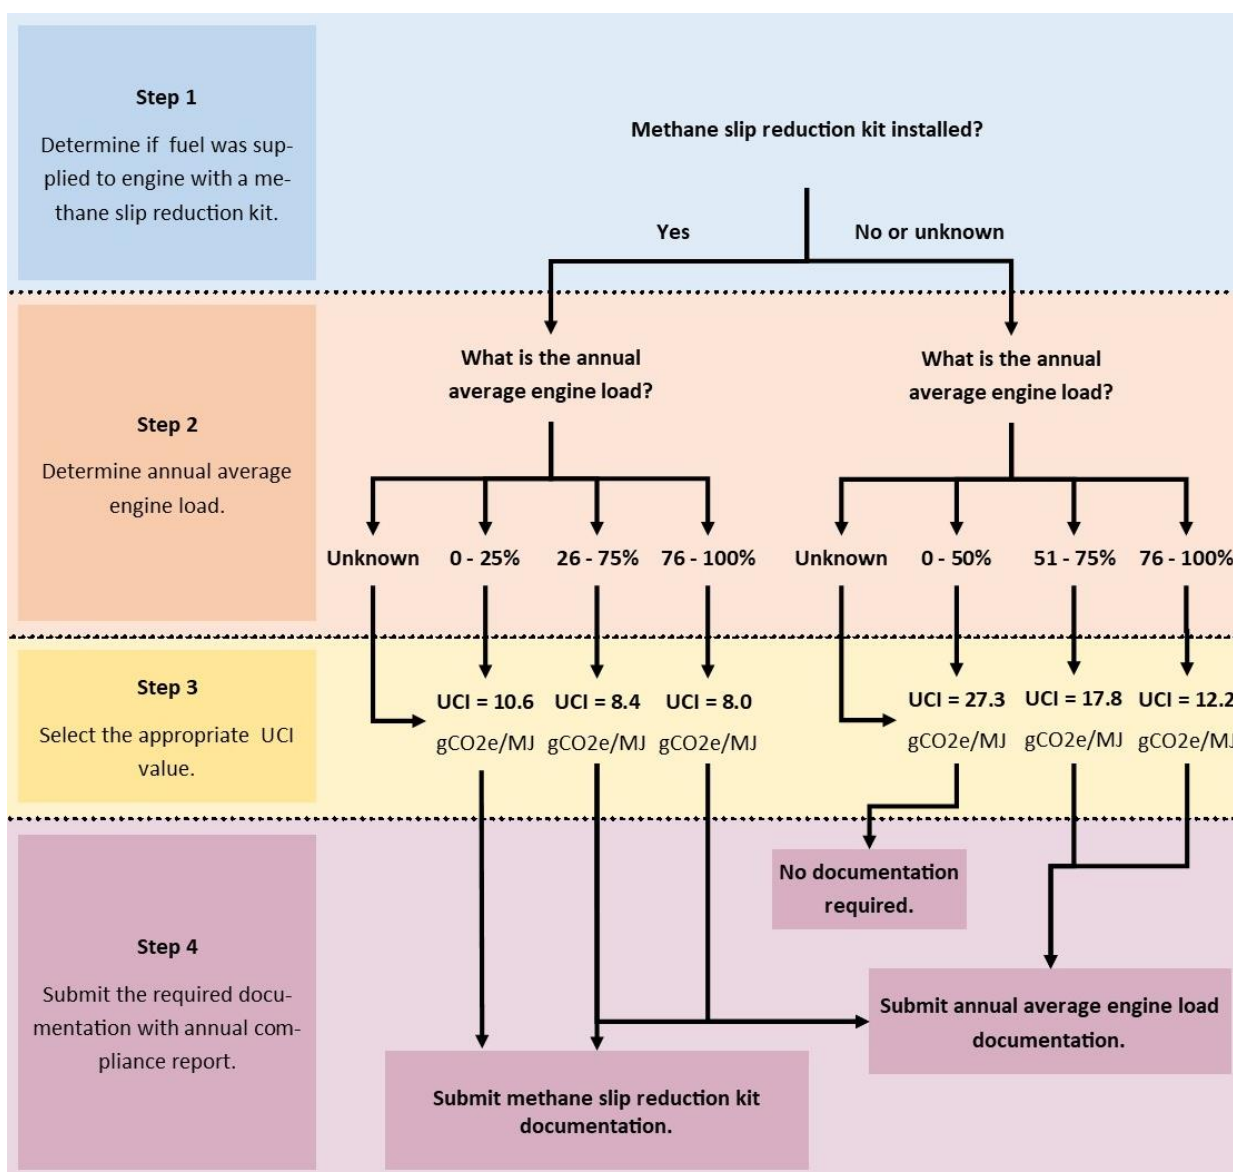 Step 1
Determine if fuel was sup-
plied to engine with a me-
thane slip reduction kit.
Methane slip reduction kit installed?
Yes
No or unknown
Step 2
Determine annual average
engine load.
What is the annual
average engine load?
What is the annual
average engine load?
Unknown
0 - 25%
26 - 75%
76 - 100%
Unknown
0 - 50%
51 - 75%
76 - 100%
Step 3
Select the appropriate UCI
value.
UCI = 10.6
gCO2e/MJ
UCI = 8.4
gCO2e/MJ
UCI = 8.0
gCO2e/MJ
UCI = 27.3
gCO2e/MJ
UCI = 17.8
gCO2e/MJ
UCI = 12.2
gCO2e/MJ
Step 4
Submit the required docu-
mentation with annual com-
pliance report.
No documentation
required.
Submit annual average engine load
documentation.
Submit methane slip reduction kit
documentation.